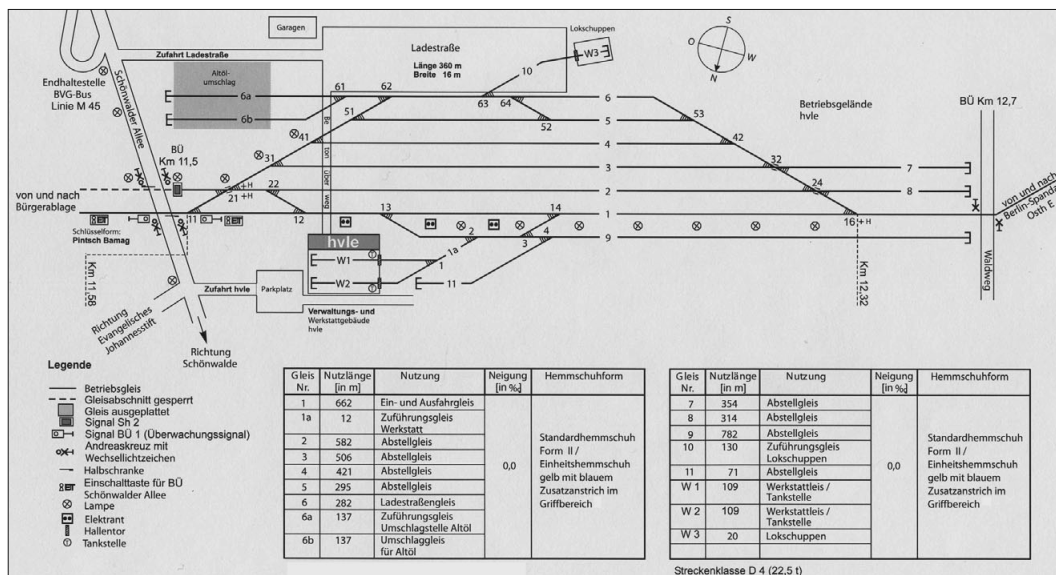 Garagen
Lokschuppen
S
O
W
N
Zufahrt Ladestraße
Ladestraße
Länge 360 m
Breite 16 m
W3
10
Endhaltestelle
BVG-Bus
Linie M 45
Schönwalder Allee
Altöl-
umschlag
6a
61
62
63
64
6
6b
51
52
5
53
Betriebsgelände
hvle
BÜ Km 12,7
41
4
42
BÜ
Km 11,5
31
3
32
7
Be
ton
über
weg
+H
21
+H
22
2
24
8
von und nach
Bürgerablage
von und nach
Berlin-Spandau
Osth E
11
12
13
14
1
16
+H
Schlüsselform:
Pintsch Bamag
hvle
2
3
4
9
1a
W1
W2
1
11
Km 11,58
Km 12,32
Waldweg
Zufahrt hvle
Parkplatz
Verwaltungs- und
Werkstattgebäude
hvle
Richtung
Evangelisches
Johannesstift
Richtung
Schönwalde
Legende
Betriebsgleis
Gleisabschnitt gesperrt
Gleis ausgeplattet
Signal Sh 2
Signal BÜ 1 (Überwachungssignal)
Andreaskreuz mit
Wechsellichtzeichen
Halbschranke
Einschalttaste für BÜ
Schönwalder Allee
Lampe
Elektrant
Hallentor
Tankstelle
Gleis Nr. Nutzlänge [in m] Nutzung Neigung [in ‰] Hemmschuhform
1 662 Ein- und Ausfahrgleis
1a 12 Zuführungsgleis
Werkstatt
2 582 Abstellgleis
3 506 Abstellgleis
4 421 Abstellgleis
5 295 Abstellgleis
6 282 Ladestraßengleis
6a 137 Zuführungsgleis
Umschlagstelle Altöl
6b 137 Umschlaggleis
für Altöl
0,0
Standardhemmschuh
Form II /
Einheitshemmschuh
gelb mit blauem
Zusatzanstrich im
Griffbereich
Gleis Nr. Nutzlänge [in m] Nutzung Neigung [in ‰] Hemmschuhform
7 354 Abstellgleis
8 314 Abstellgleis
9 782 Abstellgleis
10 130 Zuführungsgleis
Lokschuppen
11 71 Abstellgleis
W 1 109 Werkstattleis /
Tankstelle
W 2 109 Werkstattleis /
Tankstelle
W 3 20 Lokschuppen
0,0
Standardhemmschuh
Form II /
Einheitshemmschuh
gelb mit blauem
Zusatzanstrich im
Griffbereich
Streckenklasse D 4 (22,5 t)